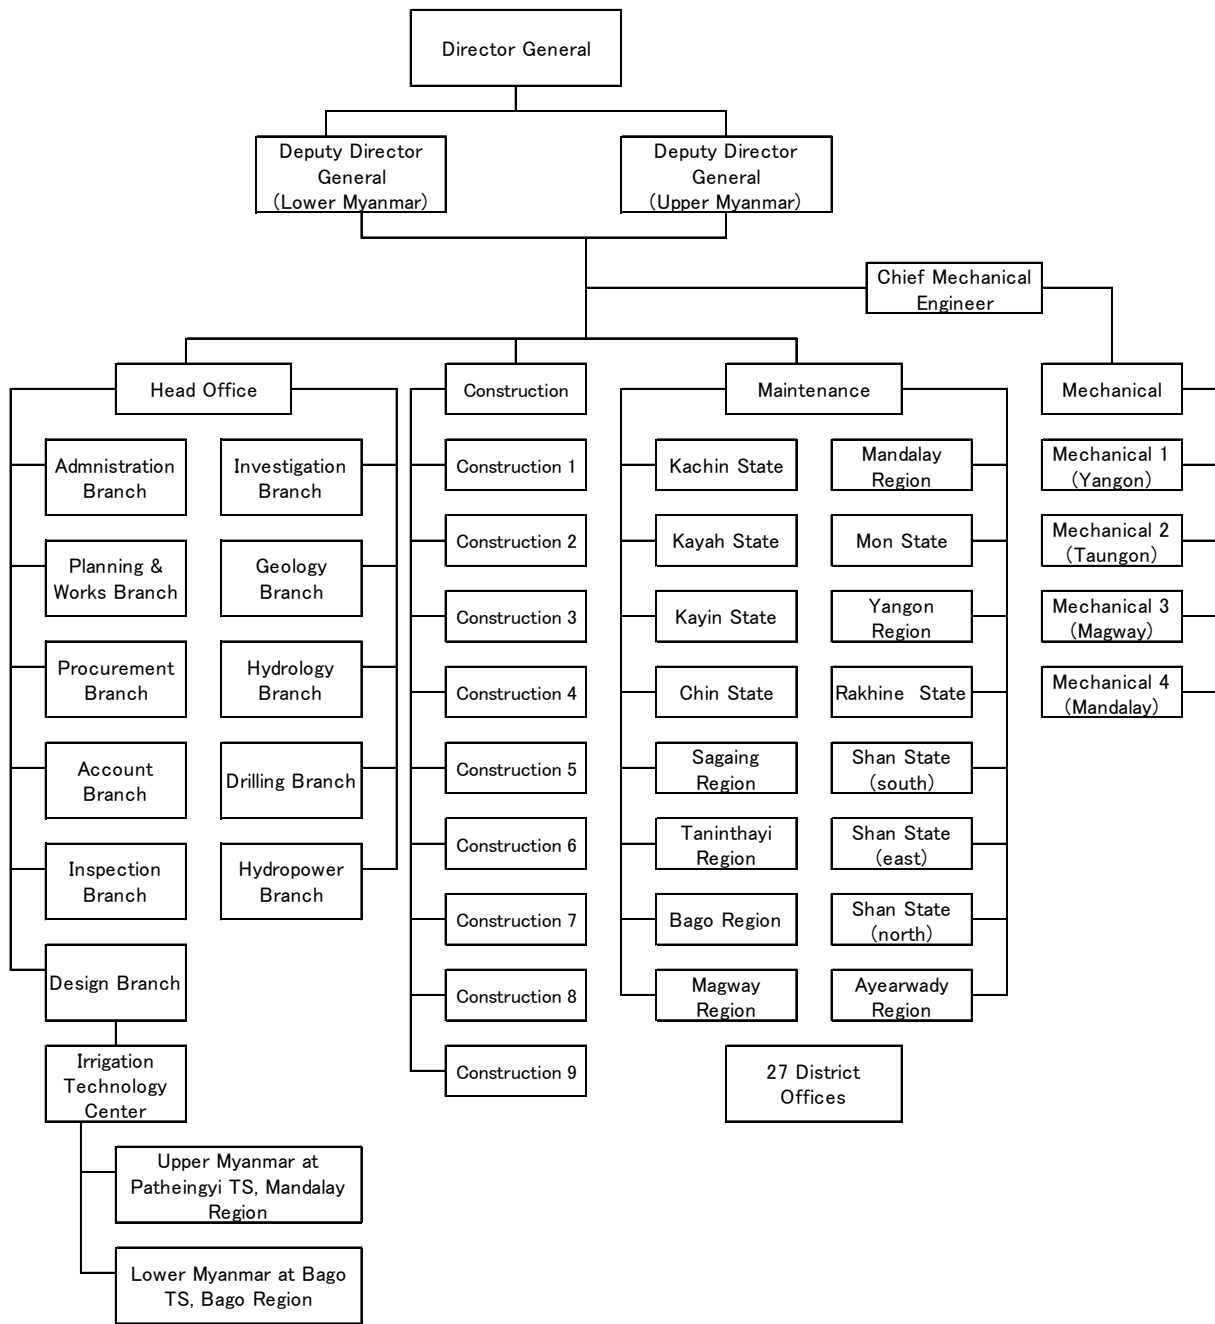 Director General
Deputy Director
General
(Lower Myanmar)
Deputy Director
General
(Upper Myanmar)
Chief Mechanical
Engineer
Head Office
Construction
Maintenance
Mechanical
Admnistration
Branch
Planning &
Works Branch
Procurement
Branch
Account
Branch
Inspection
Branch
Design Branch
Irrigation
Technology
Center
Upper Myanmar at
Patheingyi TS, Mandalay
Region
Lower Myanmar at Bago
TS, Bago Region
Investigation
Branch
Geology
Branch
Hydrology
Branch
Drilling Branch
Hydropower
Branch
Construction 1
Construction 2
Construction 3
Construction 4
Construction 5
Construction 6
Construction 7
Construction 8
Construction 9
Kachin State
Kayah State
Kayin State
Chin State
Sagaing
Region
Taninthayi
Region
Bago Region
Magway
Region
Mandalay
Region
Mon State
Yangon
Region
Rakhine State
Shan State
(south)
Shan State
(east)
Shan State
(north)
Ayearwady
Region
27 District
Offices
Mechanical 1
(Yangon)
Mechanical 2
(Taungon)
Mechanical 3
(Magway)
Mechanical 4
(Mandalay)